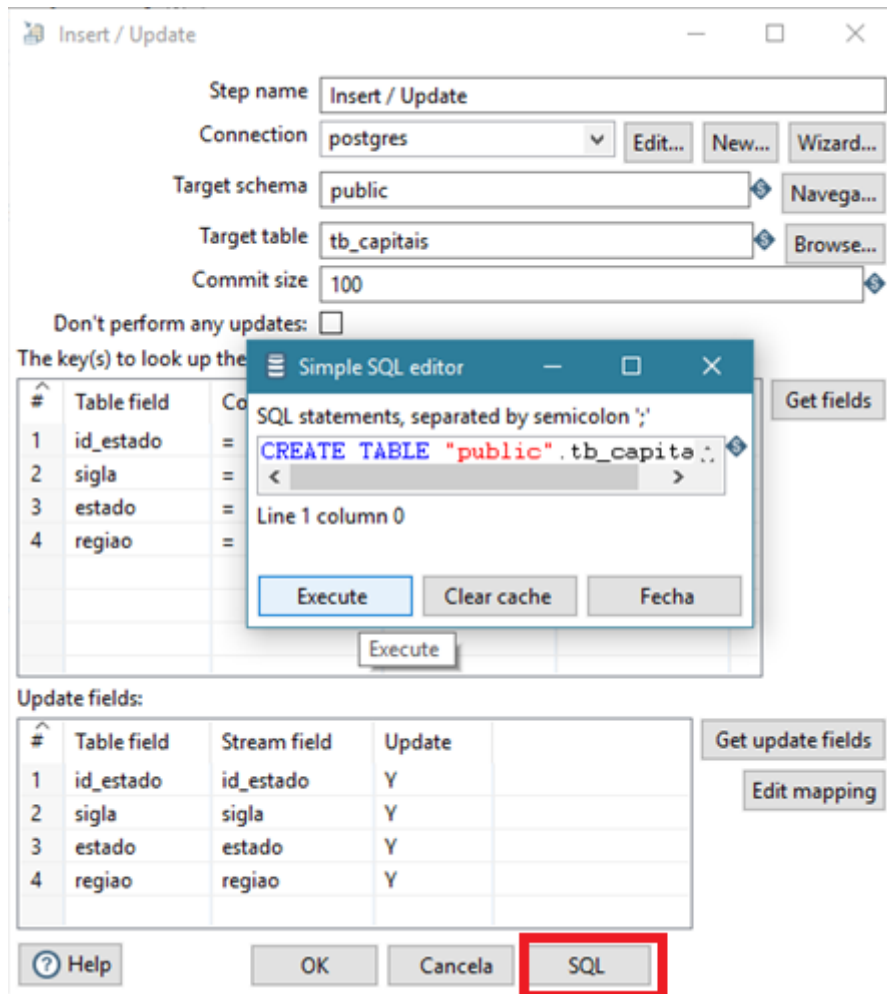 Insert / Update
Step name Insert / Update
Connection postgres Edit... New... Wizard...
Target schema public Navega...
Target table tb_capitais Browse...
Commit size 100
Don't perform any updates:
The key(s) to look up the
# Table field Co Get fields
1 id_estado =
2 sigla =
3 estado =
4 regiao =
Simple SQL editor
SQL statements, separated by semicolon ';'
CREATE TABLE "public".tb_capita
Line 1 column 0
Execute Clear cache Fecha
Execute
Update fields:
# Table field Stream field Update Get update fields
1 id_estado id_estado Y Edit mapping
2 sigla sigla Y
3 estado estado Y
4 regiao regiao Y
Help OK Cancela SQL